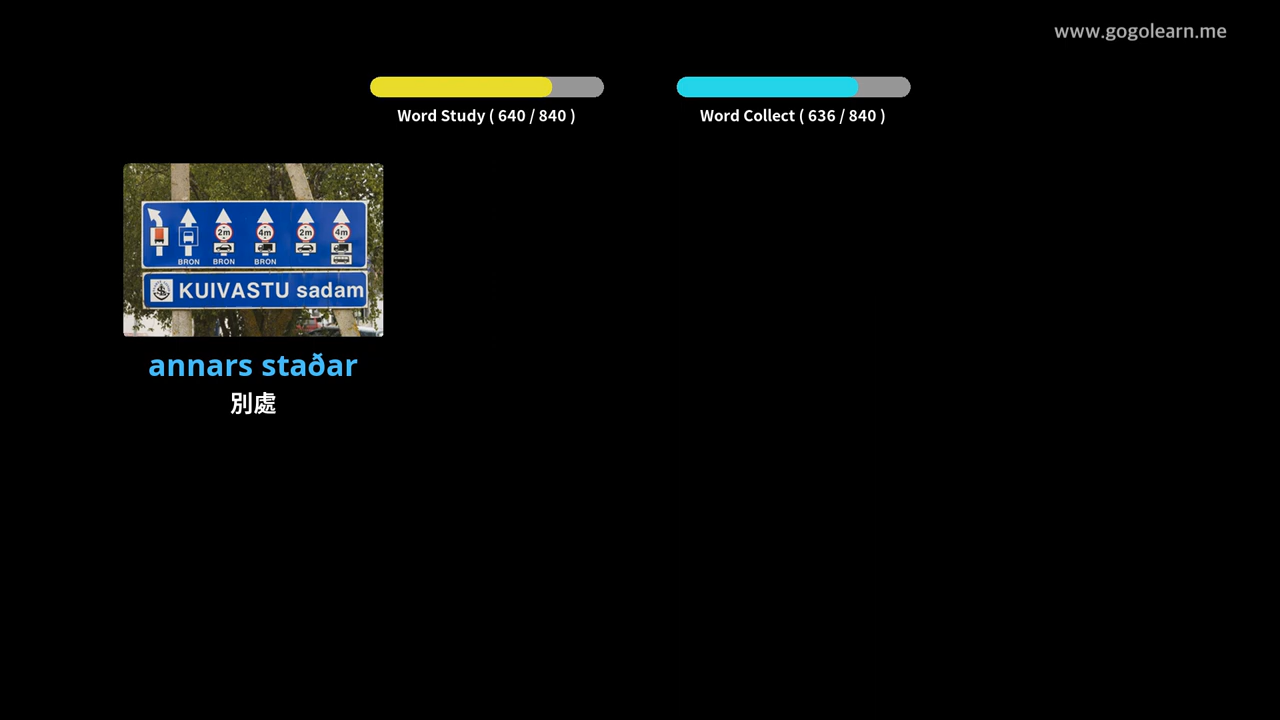 www.gogolearn.me
Word Study ( 640 / 840 )
Word Collect ( 636 / 840 )
2m 4m 2m 4m
BRON BRON BRON
KUIVASTU sadam
annars staðar
別處